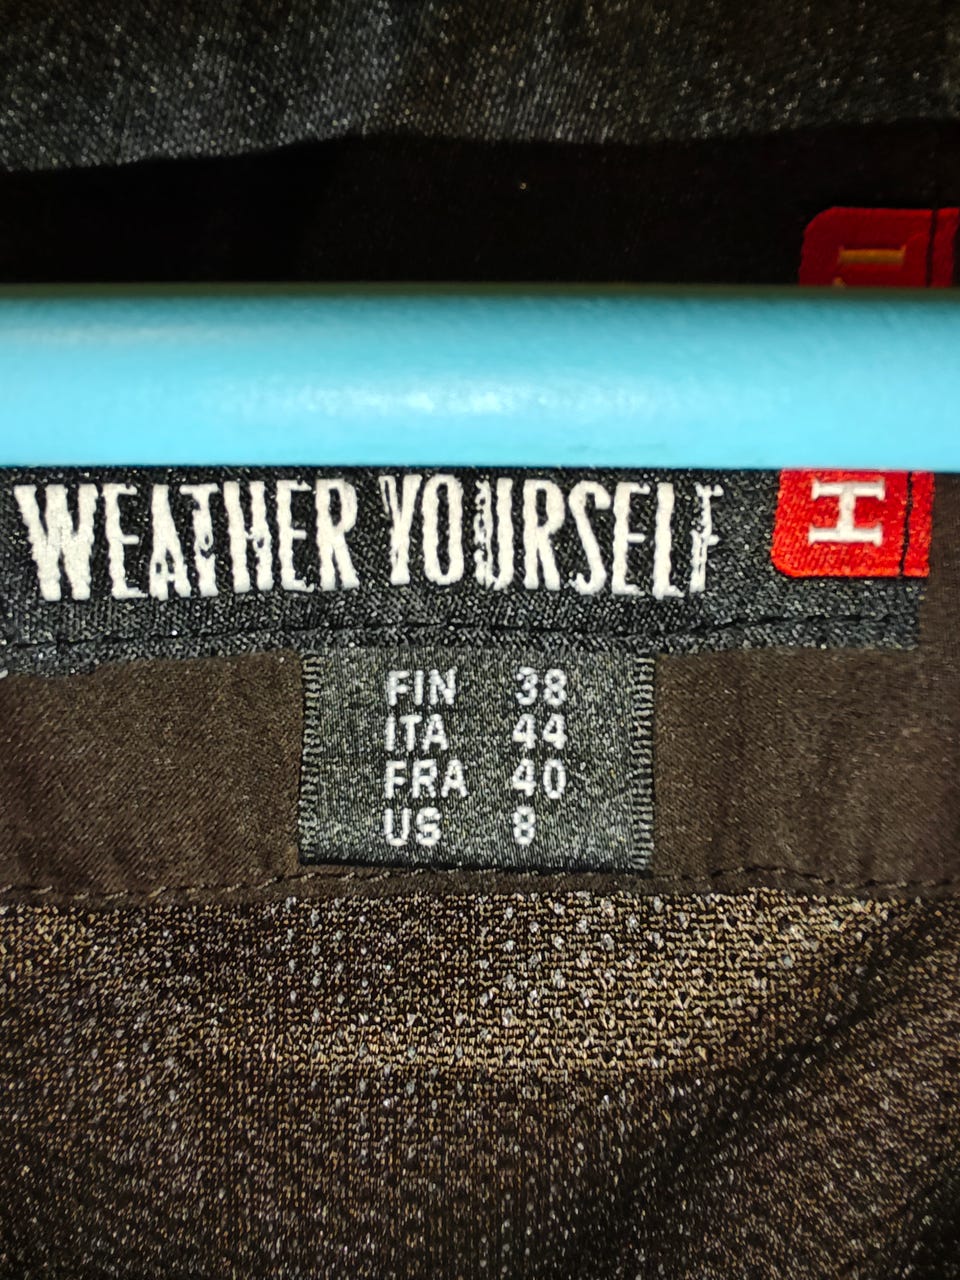 WEATHER YOURSELF
H
FIN 38
ITA 44
FRA 40
US 8